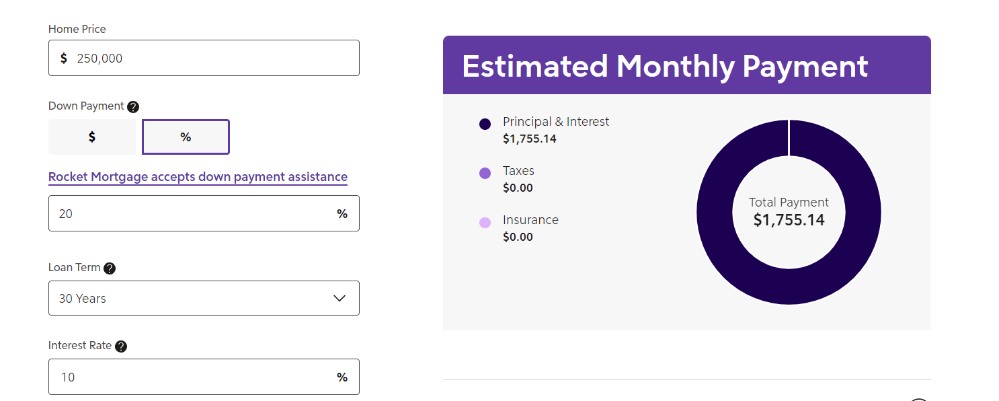 Home Price
$ 250,000
Down Payment ?
$ %
Rocket Mortgage accepts down payment assistance
20 %
Loan Term ?
30 Years
Interest Rate ?
10 %
Estimated Monthly Payment
Principal & Interest
$1,755.14
Taxes
$0.00
Insurance
$0.00
Total Payment
$1,755.14